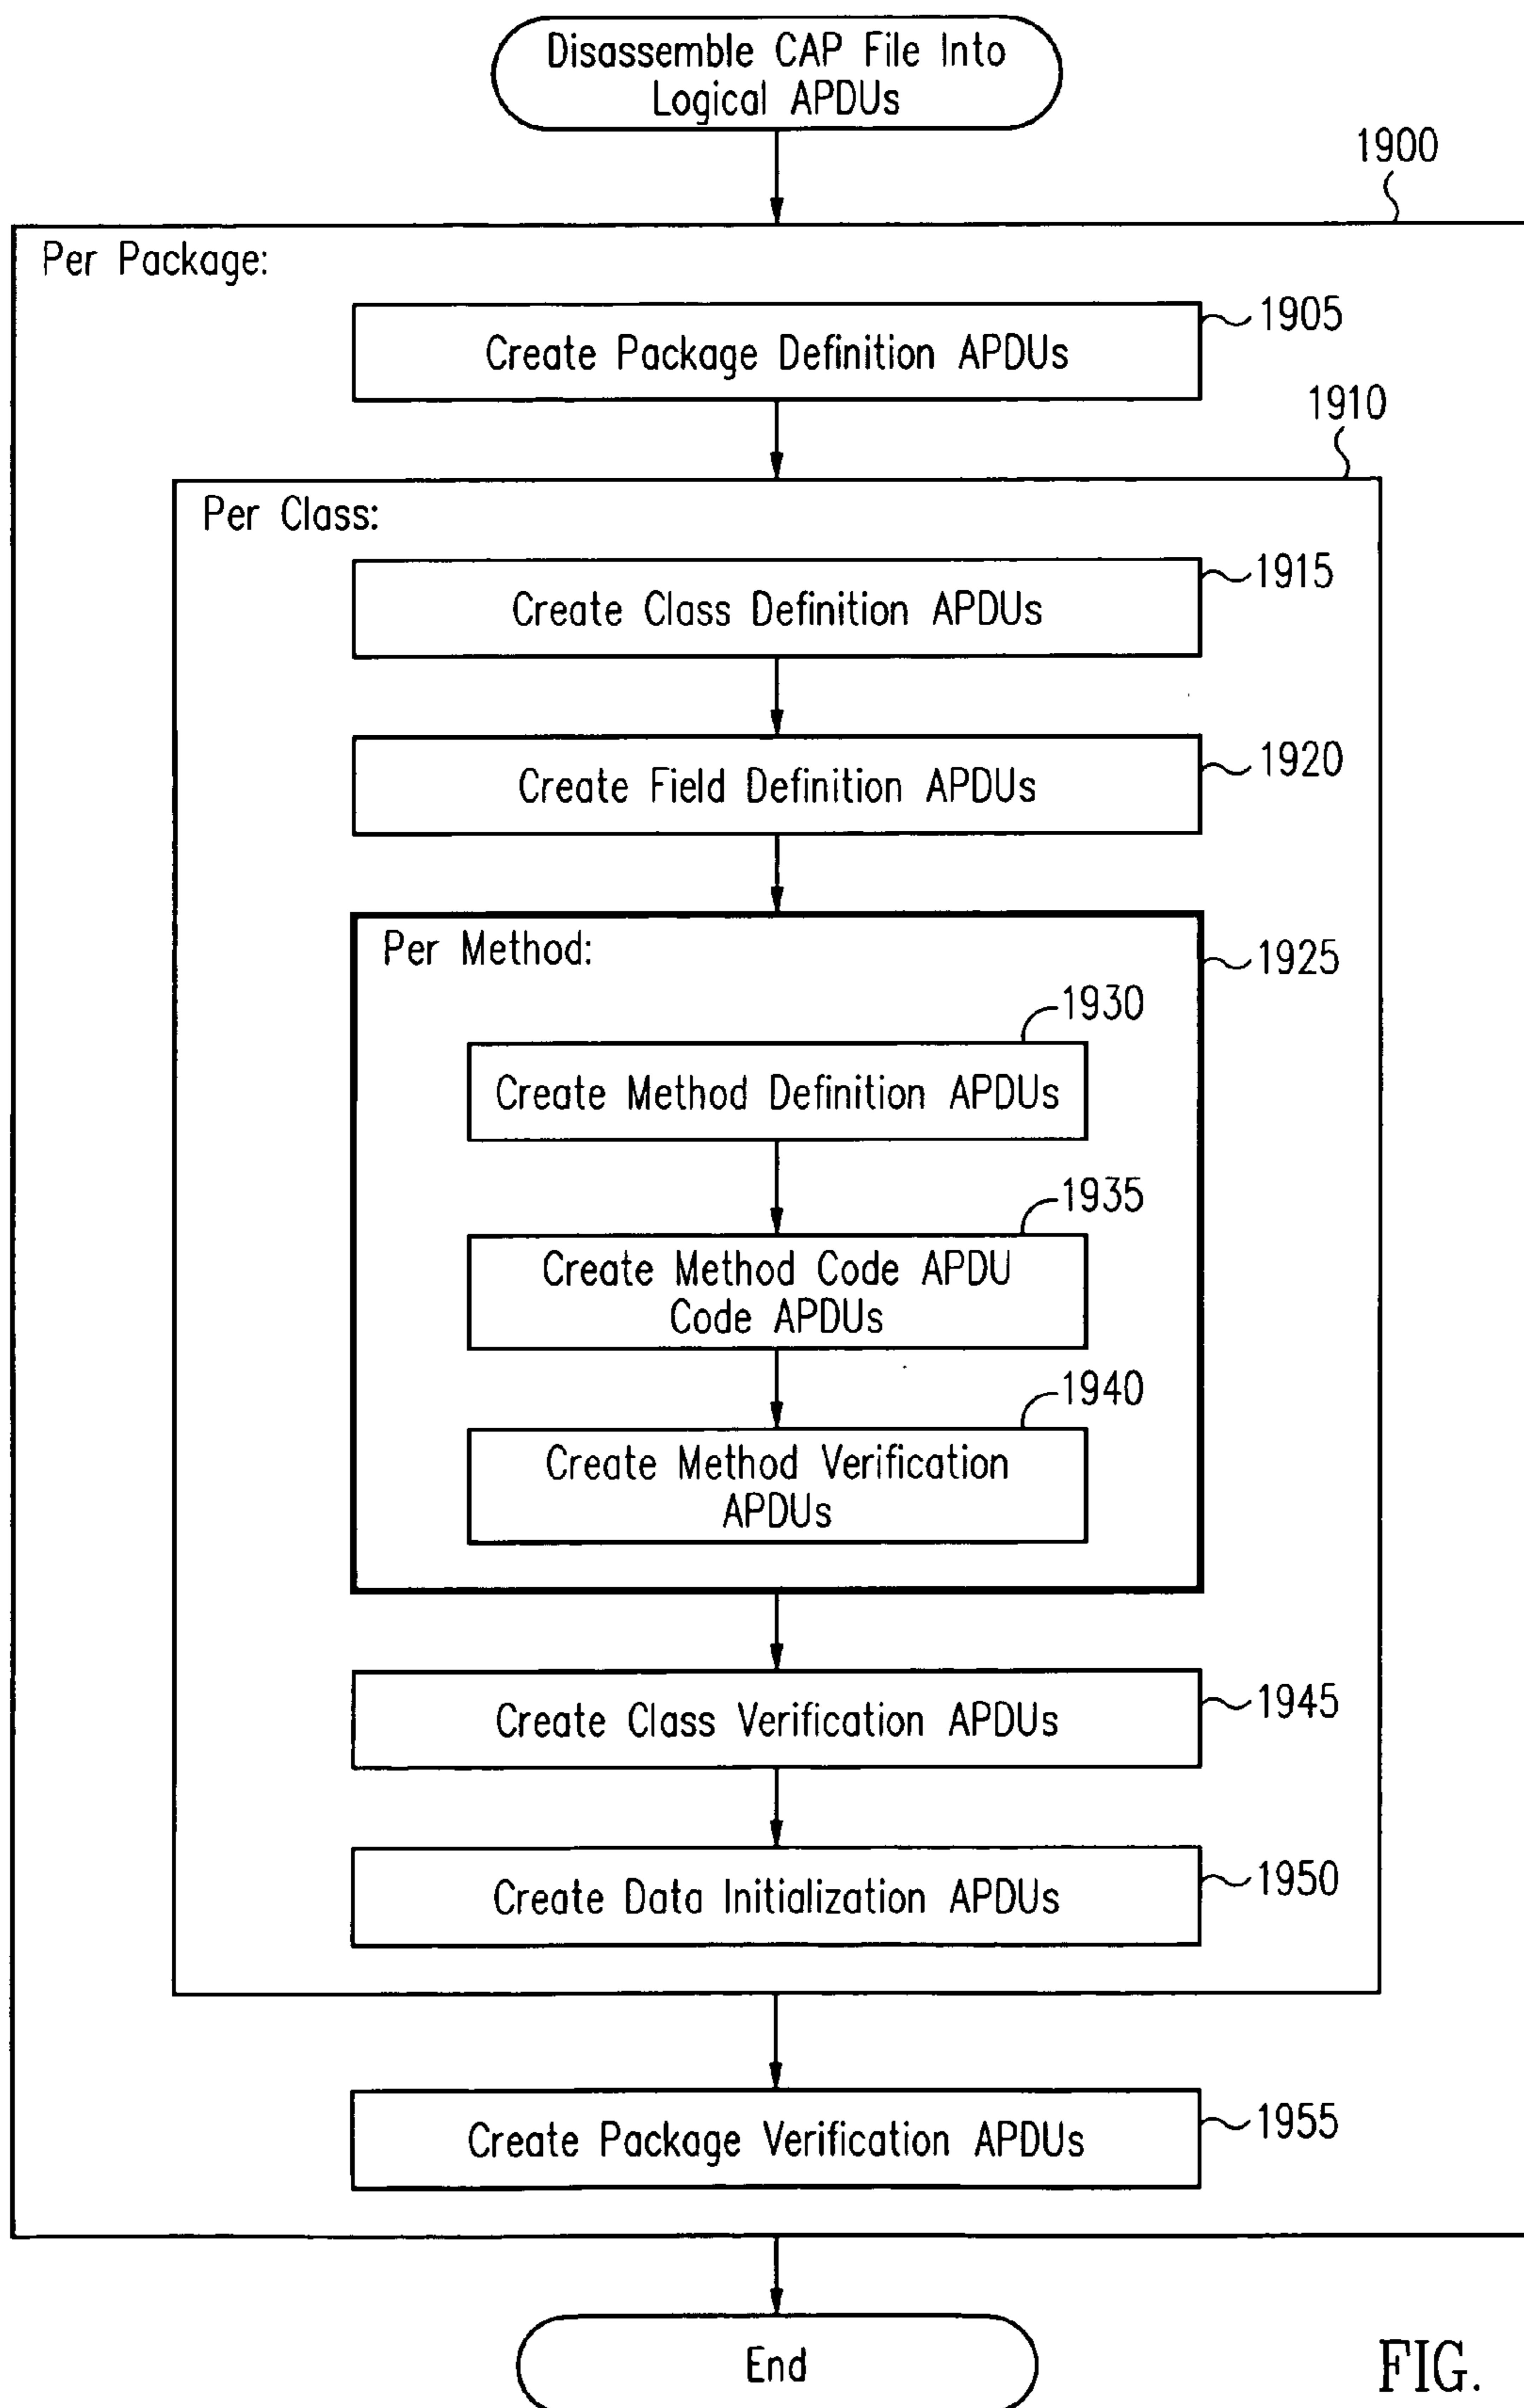 Disassemble CAP File Into
Logical APDUs
1900
Per Package:
1905
Create Package Definition APDUs
1910
Per Class:
1915
Create Class Definition APDUs
1920
Create Field Definition APDUs
Per Method:
1925
1930
Create Method Definition APDUs
1935
Create Method Code APDU
Code APDUs
1940
Create Method Verification
APDUs
1945
Create Class Verification APDUs
1950
Create Data Initialization APDUs
1955
Create Package Verification APDUs
End
FIG.